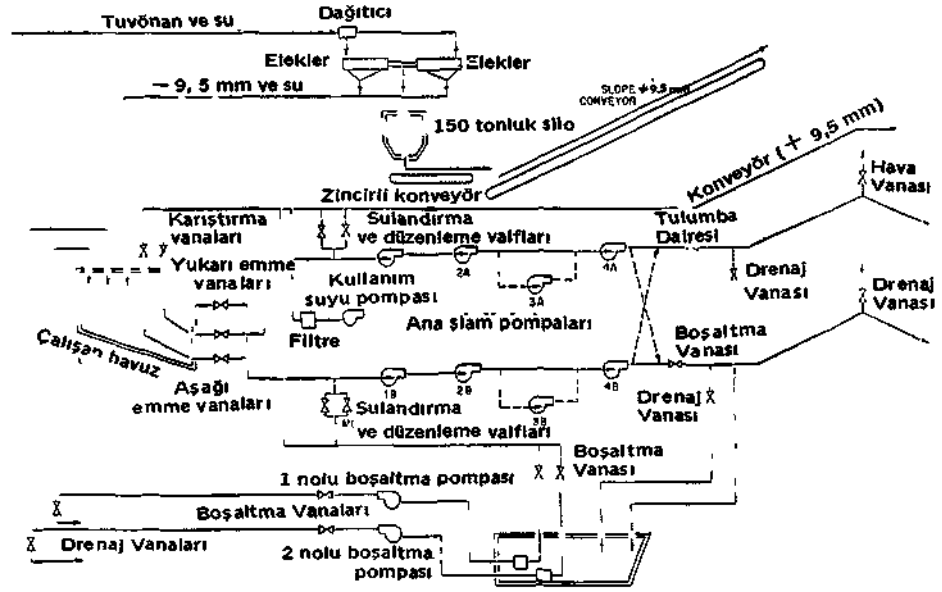 Dağıtıcı
Tuvönan ve su
Elekler
Elekler
– 9, 5 mm ve su
SLOPE +9.5 mm
CONVEYOR
150 tonluk silo
Konveyör (+ 9,5 mm)
Hava
Vanası
Zincirli konveyör
Karıştırma
vanaları
Sulandırma
ve düzenleme valfları
Tulumba
Dairesi
2A
4A
Yukarı emme
vanaları
Kullanım
suyu pompası
3A
Drenaj
Vanası
Drenaj
Vanası
Filtre
Ana şlam pompaları
Boşaltma
Vanası
Çalışan havuz
Aşağı
emme vanaları
1B
2B
4B
3B
Drenaj
Vanası
Sulandırma
ve düzenleme valfları
Boşaltma
Vanası
1 nolu boşaltma pompası
Boşaltma Vanaları
Drenaj Vanaları
2 nolu boşaltma
pompası